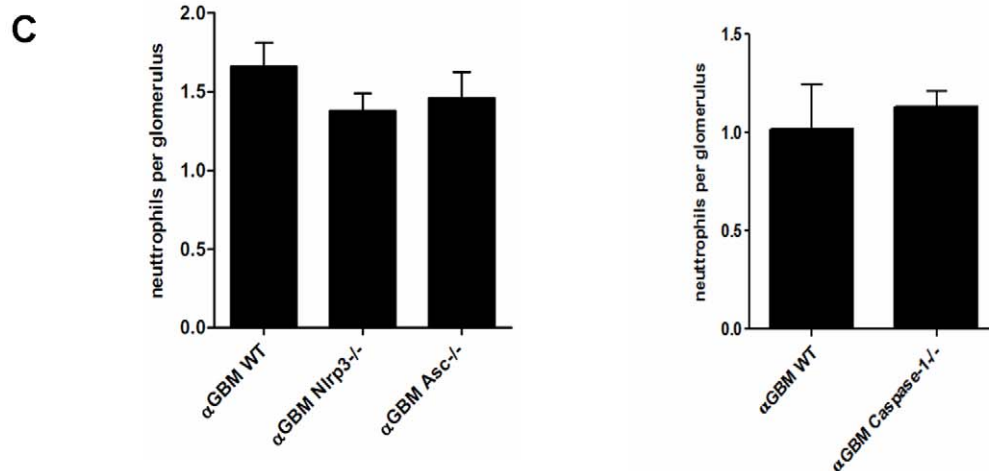 C
neuttrophils per glomerulus
2.0
1.5
1.0
0.5
0.0
αGBM WT
αGBM Nlrp3-/-
αGBM Asc-/-
neuttrophils per glomerulus
1.5
1.0
0.5
0.0
αGBM WT
αGBM Caspase-1-/-